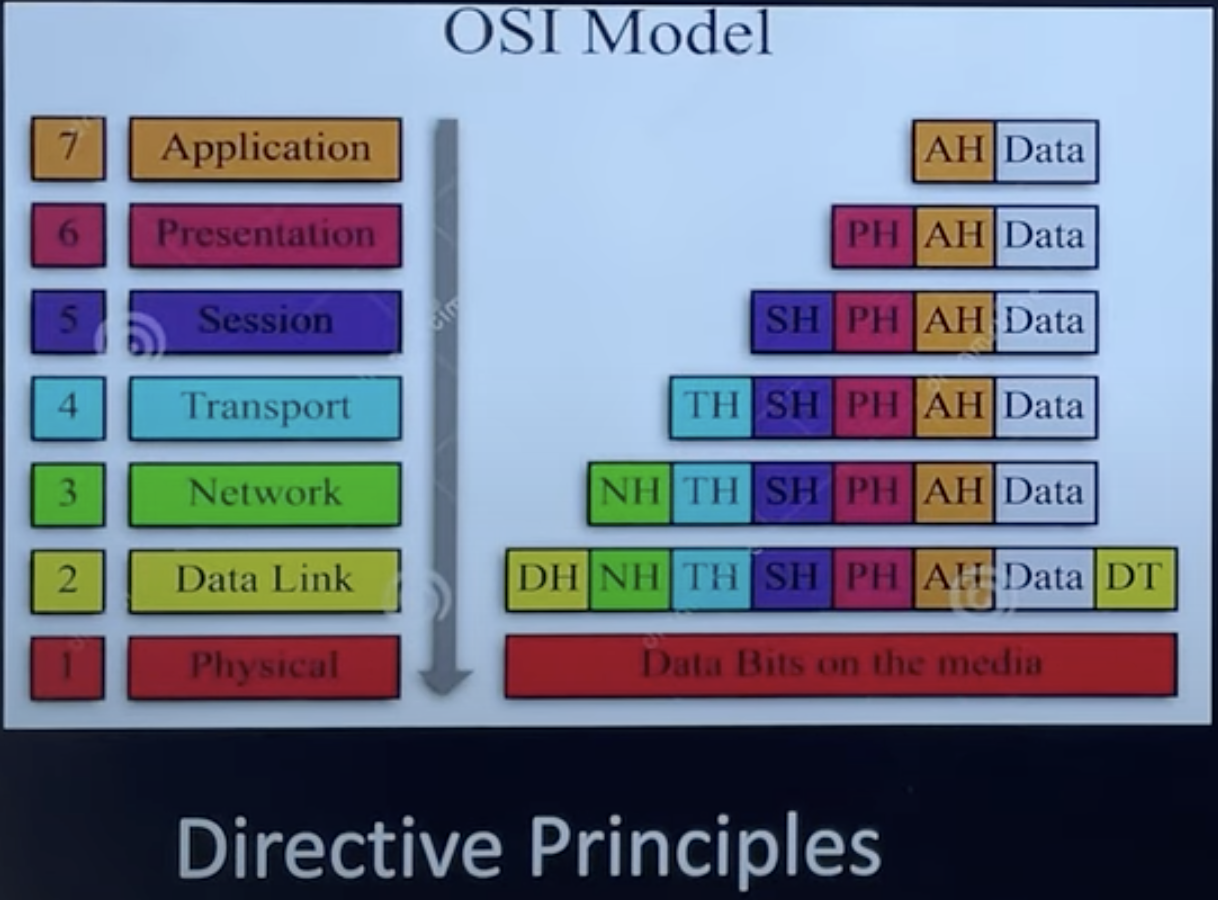 OSI Model
7 Application AH Data
6 Presentation PH AH Data
5 Session SH PH AH Data
4 Transport TH SH PH AH Data
3 Network NH TH SH PH AH Data
2 Data Link DH NH TH SH PH AH Data DT
1 Physical Data Bits on the media
Directive Principles